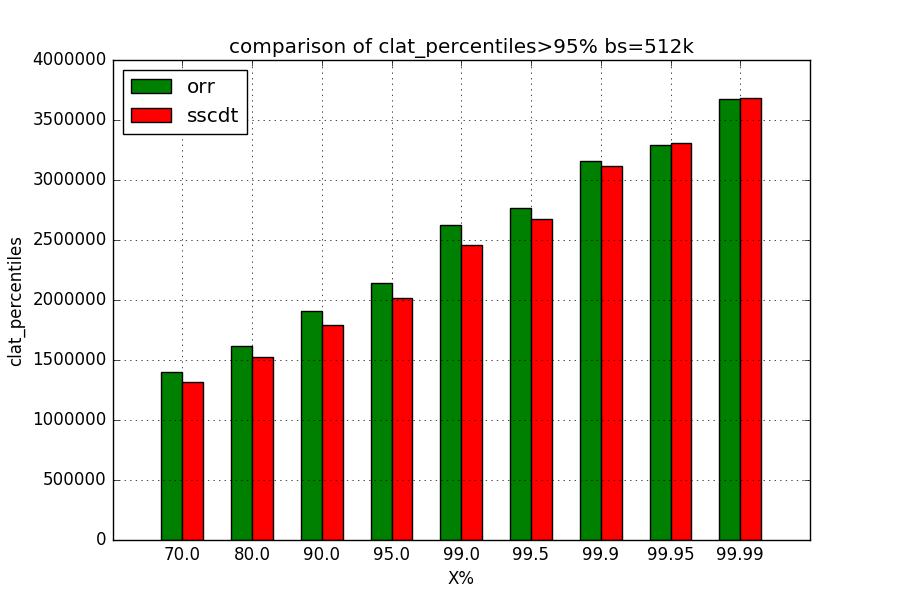 comparison of clat_percentiles>95% bs=512k
orr
sscdt
4000000
3500000
3000000
2500000
2000000
1500000
1000000
500000
0
clat_percentiles
70.0 80.0 90.0 95.0 99.0 99.5 99.9 99.95 99.99
X%